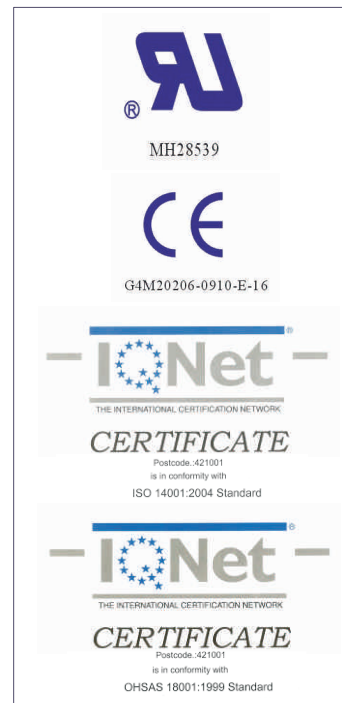 RU
®
MH28539
CE
G4M20206-0910-E-16
®
IQNet
THE INTERNATIONAL CERTIFICATION NETWORK
CERTIFICATE
Postcode.:421001
is in conformity with
ISO 14001:2004 Standard
®
IQNet
THE INTERNATIONAL CERTIFICATION NETWORK
CERTIFICATE
Postcode.:421001
is in conformity with
OHSAS 18001:1999 Standard